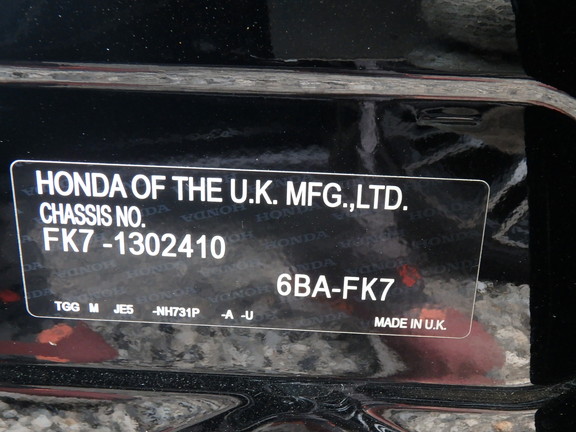 HONDA OF THE U.K. MFG.,LTD.
CHASSIS NO.
FK7 -1302410
6BA-FK7
TGG M JE5 -NH731P -A -U
MADE IN U.K.